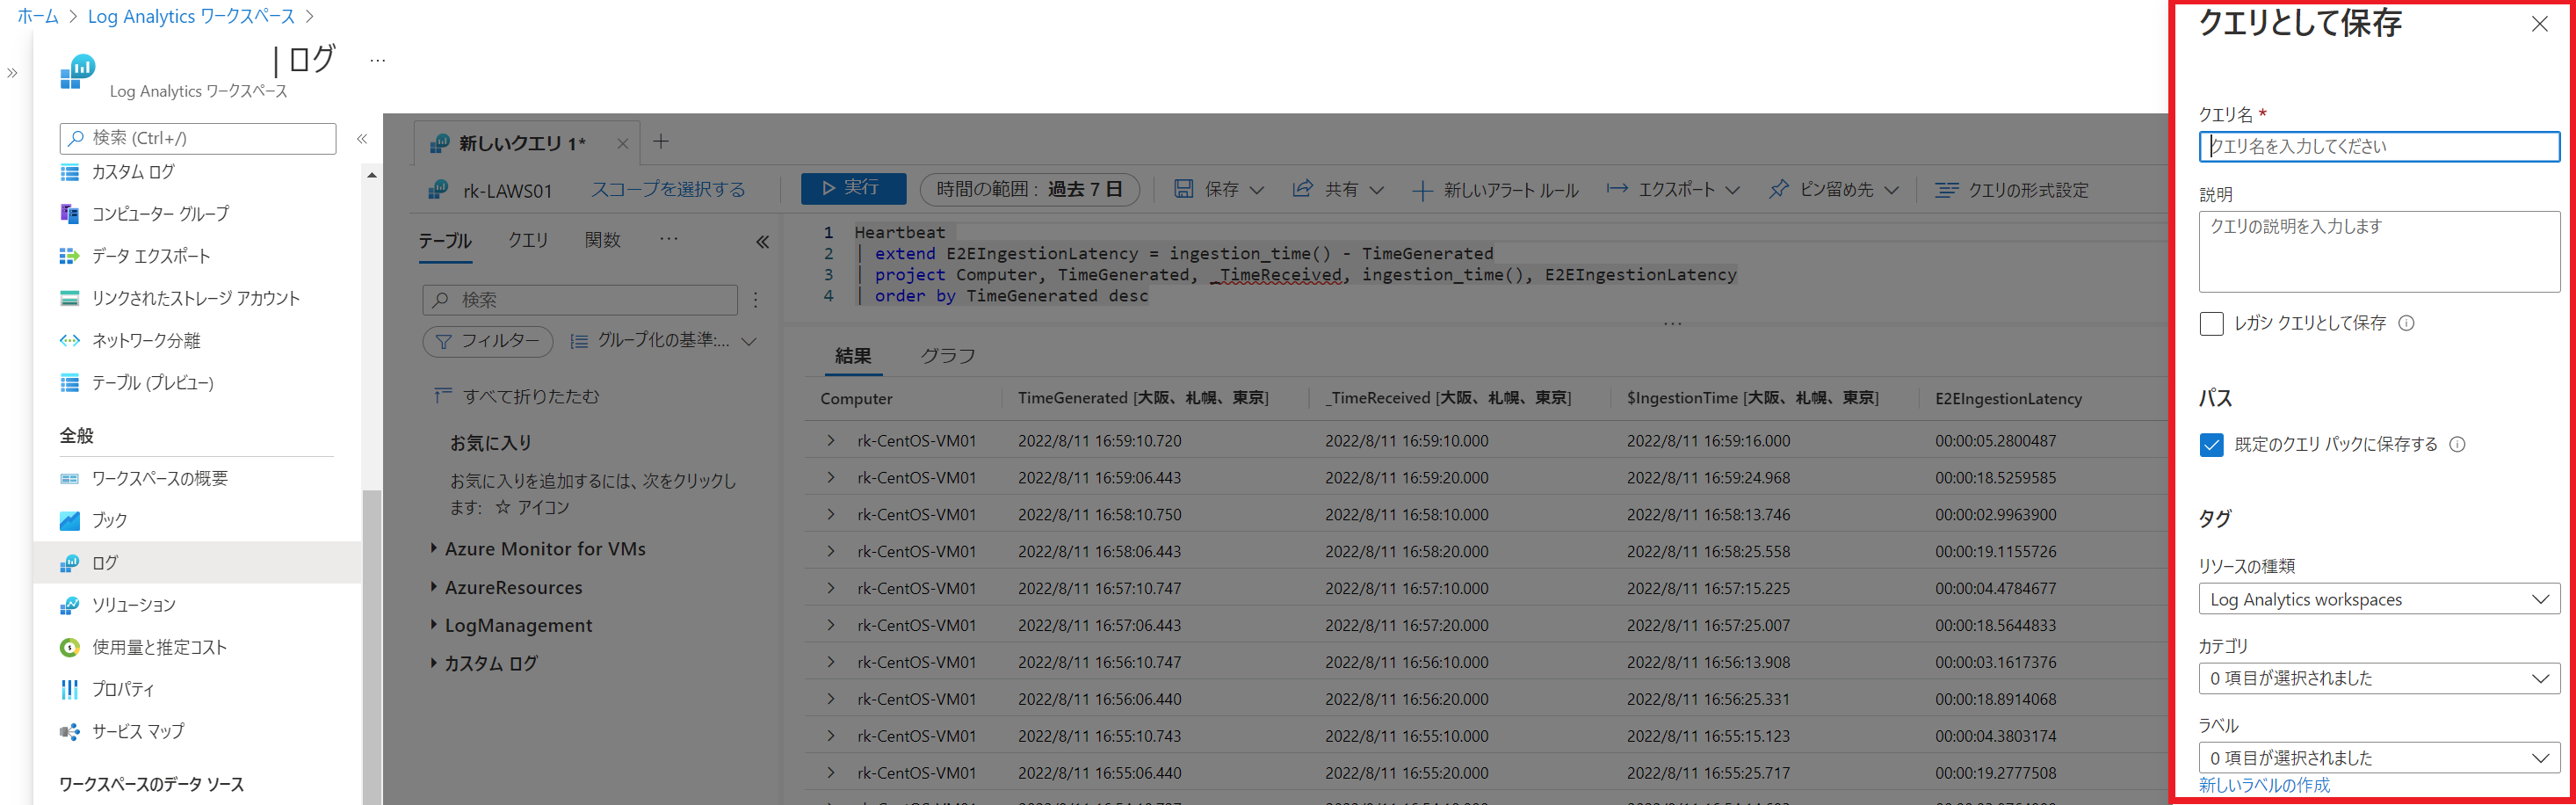 ホーム > Log Analytics ワークスペース >
| ログ ...
Log Analytics ワークスペース
検索 (Ctrl+/)
カスタム ログ
コンピューター グループ
データ エクスポート
リンクされたストレージ アカウント
ネットワーク分離
テーブル (プレビュー)
全般
ワークスペースの概要
ブック
ログ
ソリューション
使用量と推定コスト
プロパティ
サービス マップ
ワークスペースのデータ ソース
新しいクエリ 1*
rk-LAWS01 スコープを選択する
実行 時間の範囲 : 過去 7 日 保存 共有 新しいアラート ルール エクスポート ピン留め先 クエリの形式設定
テーブル クエリ 関数 ...
検索
フィルター グループ化の基準:...
すべて折りたたむ
お気に入り
お気に入りを追加するには、次をクリックし
ます: ☆ アイコン
Azure Monitor for VMs
AzureResources
LogManagement
カスタム ログ
1 Heartbeat
2 | extend E2EIngestionLatency = ingestion_time() - TimeGenerated
3 | project Computer, TimeGenerated, _TimeReceived, ingestion_time(), E2EIngestionLatency
4 | order by TimeGenerated desc
結果 グラフ
Computer TimeGenerated [大阪、札幌、東京] _TimeReceived [大阪、札幌、東京] $IngestionTime [大阪、札幌、東京] E2EIngestionLatency
rk-CentOS-VM01 2022/8/11 16:59:10.720 2022/8/11 16:59:10.000 2022/8/11 16:59:16.000 00:00:05.2800487
rk-CentOS-VM01 2022/8/11 16:59:06.443 2022/8/11 16:59:20.000 2022/8/11 16:59:24.968 00:00:18.5259585
rk-CentOS-VM01 2022/8/11 16:58:10.750 2022/8/11 16:58:10.000 2022/8/11 16:58:13.746 00:00:02.9963900
rk-CentOS-VM01 2022/8/11 16:58:06.443 2022/8/11 16:58:20.000 2022/8/11 16:58:25.558 00:00:19.1155726
rk-CentOS-VM01 2022/8/11 16:57:10.747 2022/8/11 16:57:10.000 2022/8/11 16:57:15.225 00:00:04.4784677
rk-CentOS-VM01 2022/8/11 16:57:06.443 2022/8/11 16:57:20.000 2022/8/11 16:57:25.007 00:00:18.5644833
rk-CentOS-VM01 2022/8/11 16:56:10.747 2022/8/11 16:56:10.000 2022/8/11 16:56:13.908 00:00:03.1617376
rk-CentOS-VM01 2022/8/11 16:56:06.440 2022/8/11 16:56:20.000 2022/8/11 16:56:25.331 00:00:18.8914068
rk-CentOS-VM01 2022/8/11 16:55:10.743 2022/8/11 16:55:10.000 2022/8/11 16:55:15.123 00:00:04.3803174
rk-CentOS-VM01 2022/8/11 16:55:06.440 2022/8/11 16:55:20.000 2022/8/11 16:55:25.717 00:00:19.2777508
クエリとして保存
クエリ名 *
クエリ名を入力してください
説明
クエリの説明を入力します
レガシ クエリとして保存
パス
既定のクエリ パックに保存する
タグ
リソースの種類
Log Analytics workspaces
カテゴリ
0 項目が選択されました
ラベル
0 項目が選択されました
新しいラベルの作成